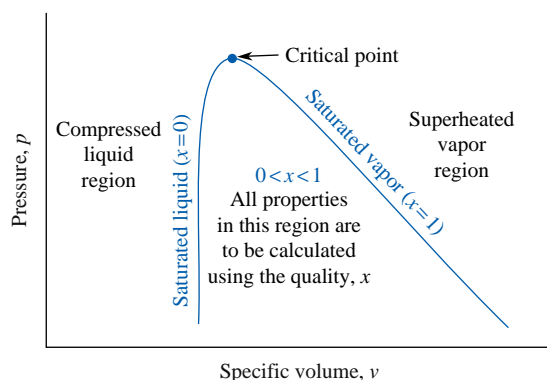 Critical point
Compressed
liquid
region
Saturated liquid (x=0)
Saturated vapor (x=1)
Superheated
vapor
region
0<x<1
All properties
in this region are
to be calculated
using the quality, x
Pressure, p
Specific volume, v